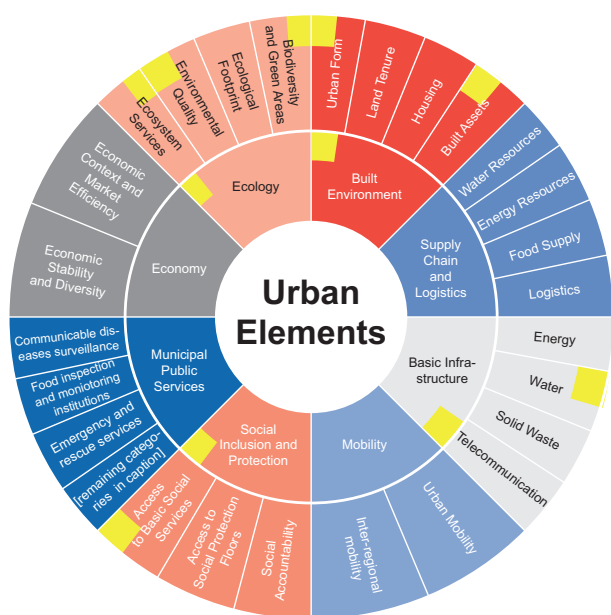 Urban
Elements
Built
Environment
Urban Form
Land Tenure
Housing
Built Assets
Supply
Chain
and
Logistics
Water Resources
Energy Resources
Food Supply
Logistics
Basic Infra-
structure
Energy
Water
Solid Waste
Telecommunication
Mobility
Urban Mobility
Inter-regional
mobility
Social
Inclusion and
Protection
Social
Accountability
Access to
Social Protection
Floors
Access
to Basic Social
Services
Municipal
Public
Services
[remaining catego-
ries in caption]
Emergency and
rescue services
Food inspection
and moniotoring
institutions
Communicable dis-
eases surveillance
Economy
Economic
Stability
and Diversity
Economic
Context and
Market
Efficiency
Ecology
Ecosystem
Services
Environmental
Quality
Ecological
Footprint
Biodiversity
and Green Areas